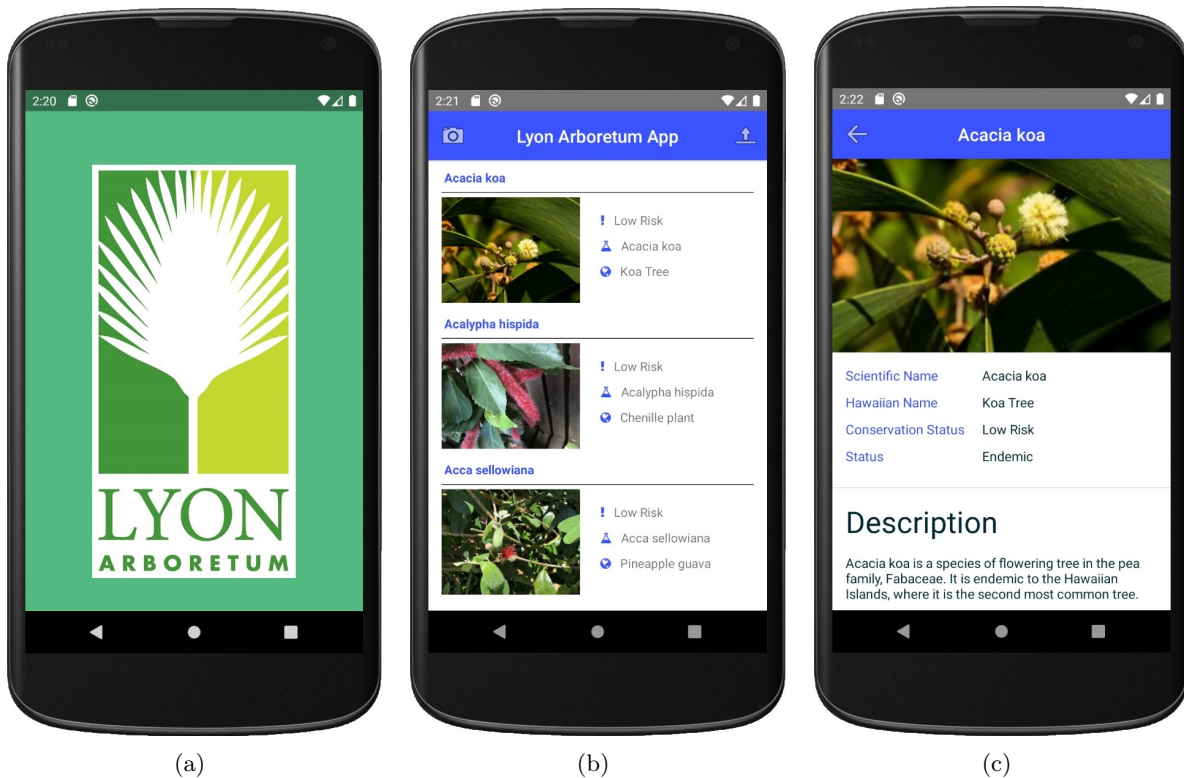 2:20
LYON
ARBORETUM
(a)
2:21
Lyon Arboretum App
Acacia koa
Low Risk
Acacia koa
Koa Tree
Acalypha hispida
Low Risk
Acalypha hispida
Chenille plant
Acca sellowiana
Low Risk
Acca sellowiana
Pineapple guava
(b)
2:22
Acacia koa
Scientific Name Acacia koa
Hawaiian Name Koa Tree
Conservation Status Low Risk
Status Endemic
Description
Acacia koa is a species of flowering tree in the pea
family, Fabaceae. It is endemic to the Hawaiian
Islands, where it is the second most common tree.
(c)